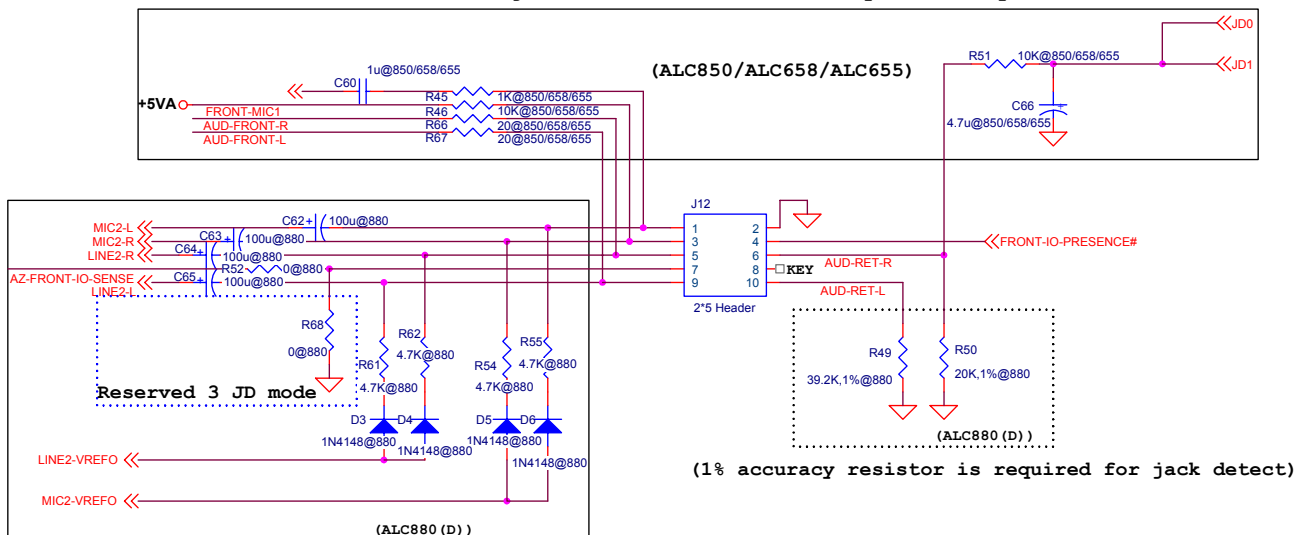 JD0
R51
10K@850/658/655
JD1
(ALC850/ALC658/ALC655)
C60
1u@850/658/655
C66
4.7u@850/658/655
+5VA
R45
1K@850/658/655
FRONT-MIC1
R46
10K@850/658/655
AUD-FRONT-R
R66
20@850/658/655
AUD-FRONT-L
R67
20@850/658/655
J12
MIC2-L
C62
+
100u@880
1
2
MIC2-R
C63
+
100u@880
3
4
FRONT-IO-PRESENCE#
LINE2-R
C64
+
100u@880
5
6
AUD-RET-R
R52
0@880
7
8
KEY
AZ-FRONT-IO-SENSE
C65
+
100u@880
9
10
AUD-RET-L
LINE2-L
2*5 Header
R68
0@880
R61
4.7K@880
R62
4.7K@880
R54
4.7K@880
R55
4.7K@880
R49
39.2K,1%@880
R50
20K,1%@880
Reserved 3 JD mode
D3
D4
D5
D6
1N4148@880
1N4148@880
1N4148@880
1N4148@880
(ALC880(D))
LINE2-VREFO
(1% accuracy resistor is required for jack detect)
MIC2-VREFO
(ALC880(D))